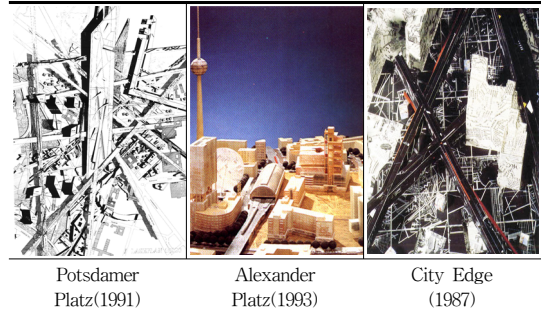 Potsdamer
Platz(1991)
Alexander
Platz(1993)
City Edge
(1987)